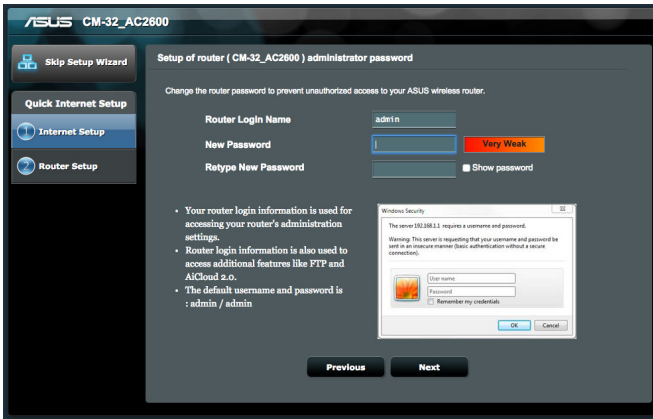 ASUS CM-32_AC2600
Skip Setup Wizard
Quick Internet Setup
1 Internet Setup
2 Router Setup
Setup of router ( CM-32_AC2600 ) administrator password
Change the router password to prevent unauthorized access to your ASUS wireless router.
Router Login Name admin
New Password Very Weak
Retype New Password Show password
• Your router login information is used for
accessing your router's administration
settings.
• Router login information is also used to
access additional features like FTP and
AiCloud 2.0.
• The default username and password is
: admin / admin
Windows Security
The server 192.168.1.1 requires a username and password.
Warning: This server is requesting that your username and password be
sent in an insecure manner (basic authentication without a secure
connection).
User name
Password
Remember my credentials
OK Cancel
Previous Next